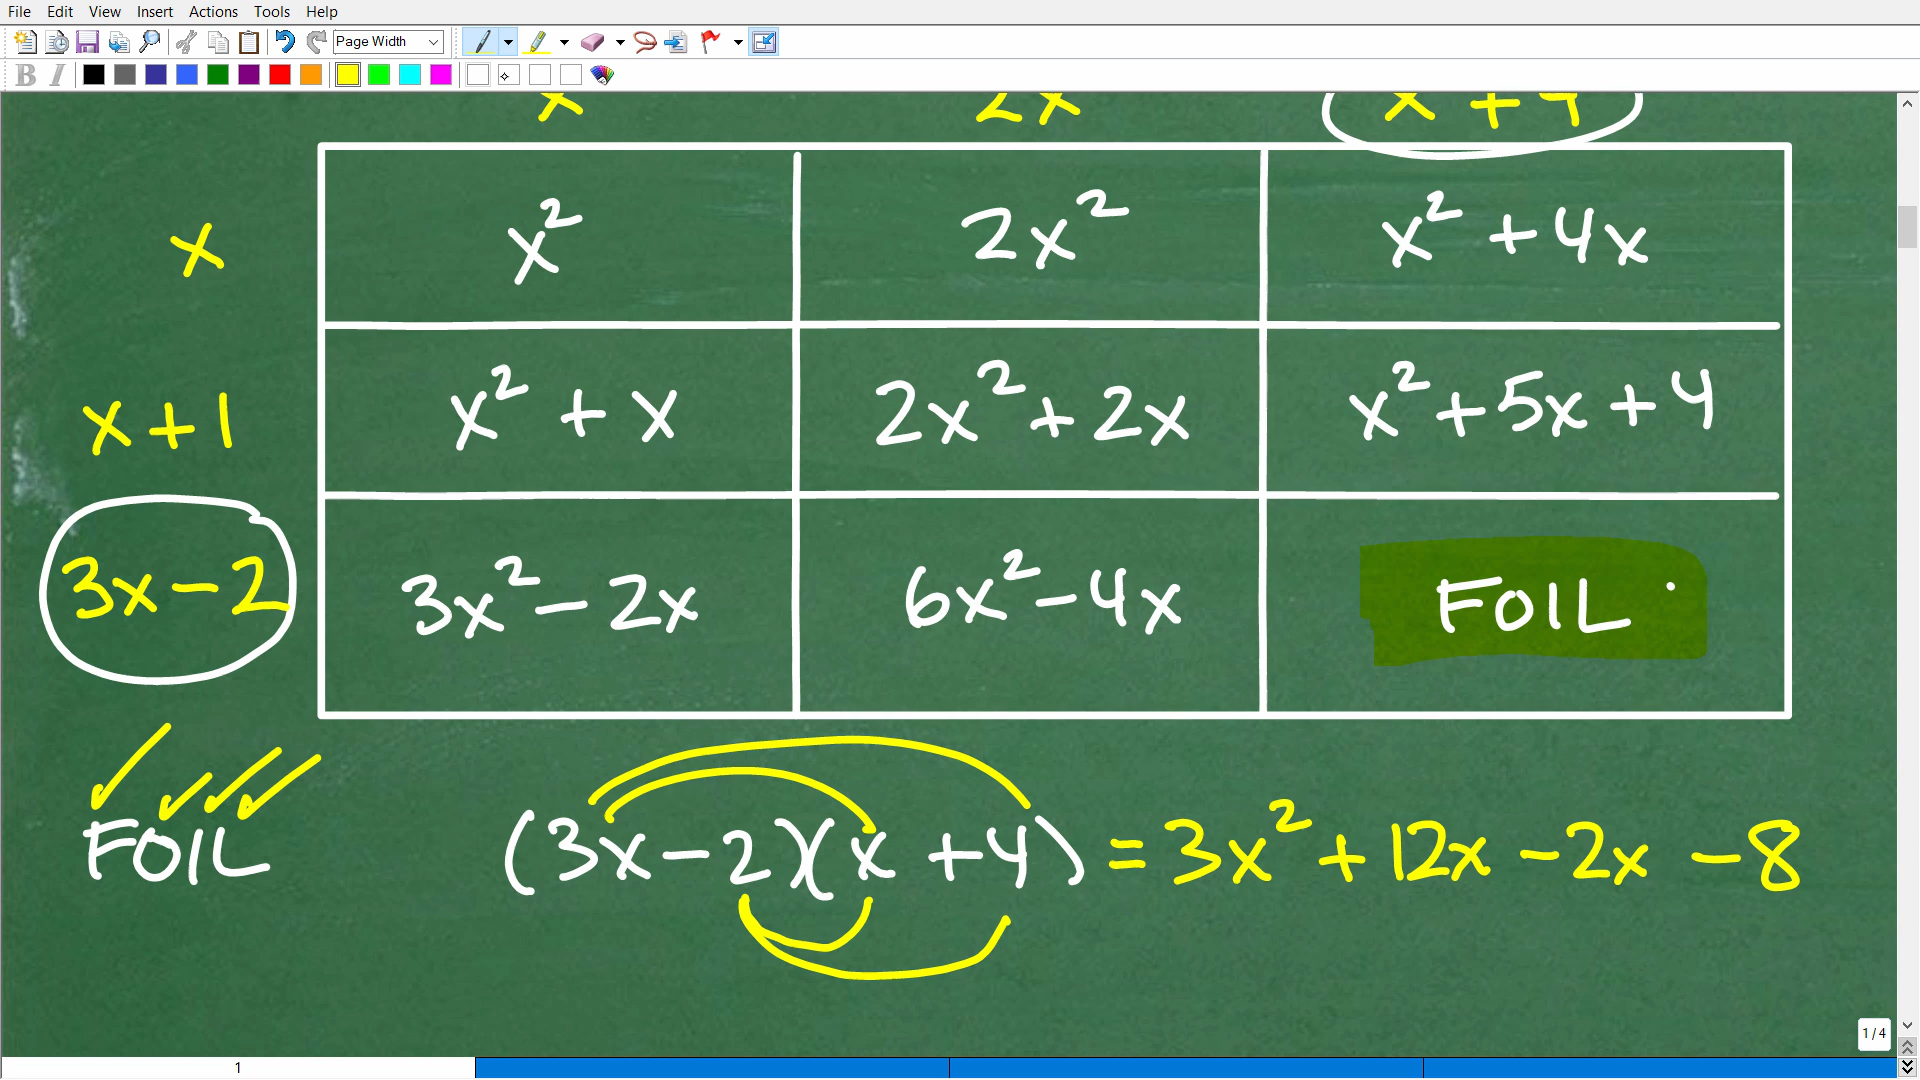 File Edit View Insert Actions Tools Help
Page Width
B I
x 2x x + 4
x x² 2x² x² + 4x
x + 1 x² + x 2x² + 2x x² + 5x + 4
3x - 2 3x² - 2x 6x² - 4x FOIL
FOIL (3x - 2)(x + 4) = 3x² + 12x - 2x - 8
1 / 4
1